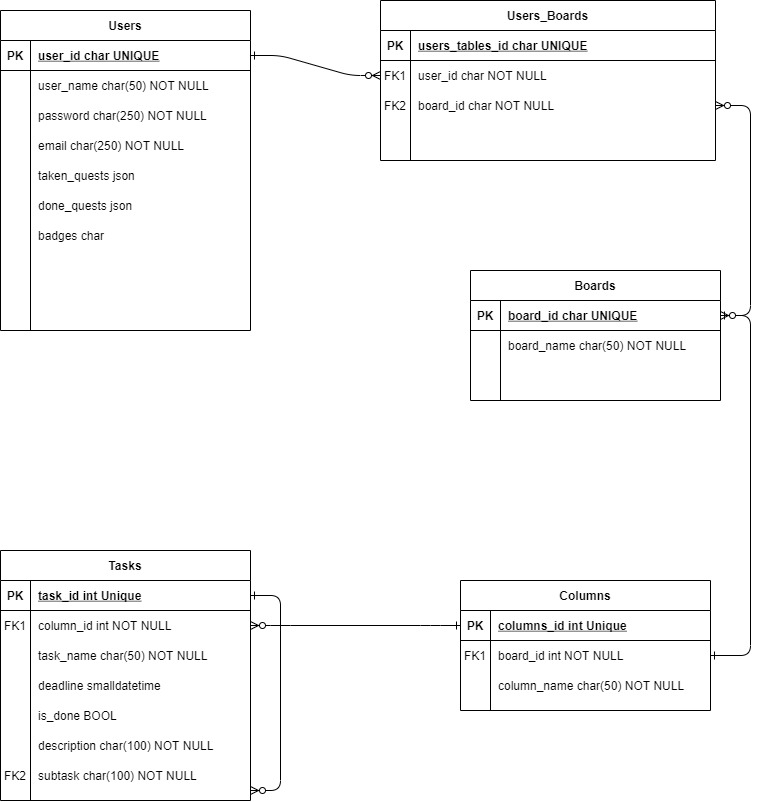 Users
PK user_id char UNIQUE
user_name char(50) NOT NULL
password char(250) NOT NULL
email char(250) NOT NULL
taken_quests json
done_quests json
badges char
Users_Boards
PK users_tables_id char UNIQUE
FK1 user_id char NOT NULL
FK2 board_id char NOT NULL
Boards
PK board_id char UNIQUE
board_name char(50) NOT NULL
Tasks
PK task_id int Unique
FK1 column_id int NOT NULL
task_name char(50) NOT NULL
deadline smalldatetime
is_done BOOL
description char(100) NOT NULL
FK2 subtask char(100) NOT NULL
Columns
PK columns_id int Unique
FK1 board_id int NOT NULL
column_name char(50) NOT NULL